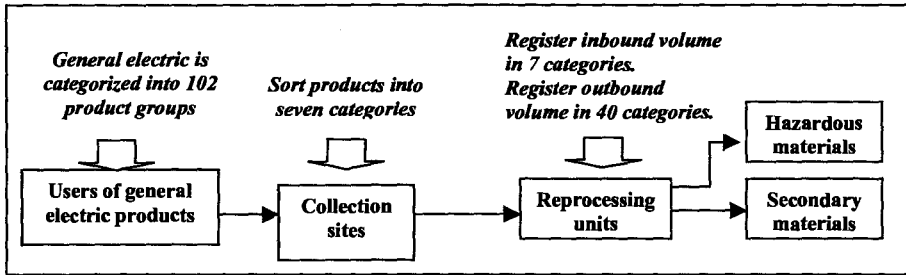 General electric is
categorized into 102
product groups
Sort products into
seven categories
Register inbound volume
in 7 categories.
Register outbound
volume in 40 categories.
Users of general
electric products
Collection
sites
Reprocessing
units
Hazardous
materials
Secondary
materials